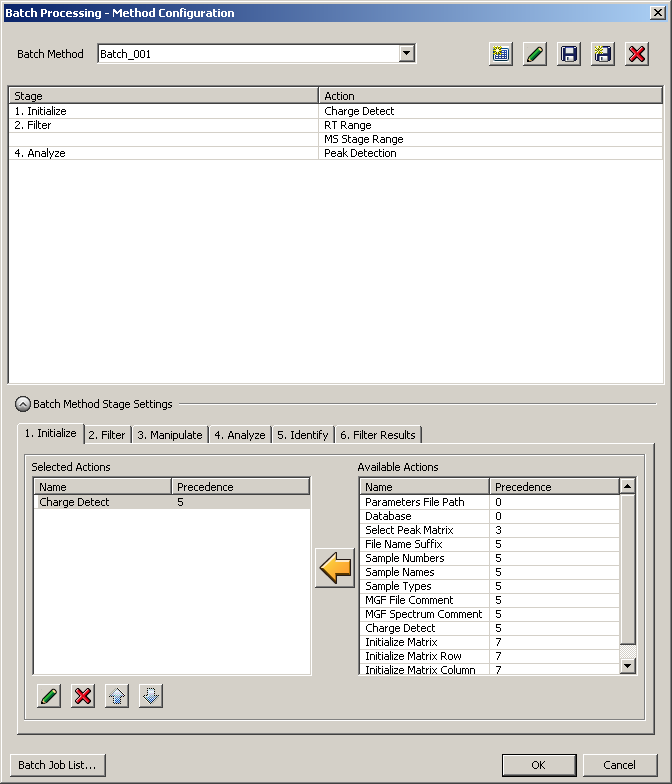 Batch Processing - Method Configuration
Batch Method Batch_001
Stage Action
1. Initialize Charge Detect
2. Filter RT Range
MS Stage Range
4. Analyze Peak Detection
Batch Method Stage Settings
1. Initialize 2. Filter 3. Manipulate 4. Analyze 5. Identify 6. Filter Results
Selected Actions Available Actions
Name Precedence Name Precedence
Charge Detect 5 Parameters File Path 0
Database 0
Select Peak Matrix 3
File Name Suffix 5
Sample Numbers 5
Sample Names 5
Sample Types 5
MGF File Comment 5
MGF Spectrum Comment 5
Charge Detect 5
Initialize Matrix 7
Initialize Matrix Row 7
Initialize Matrix Column 7
Batch Job List... OK Cancel